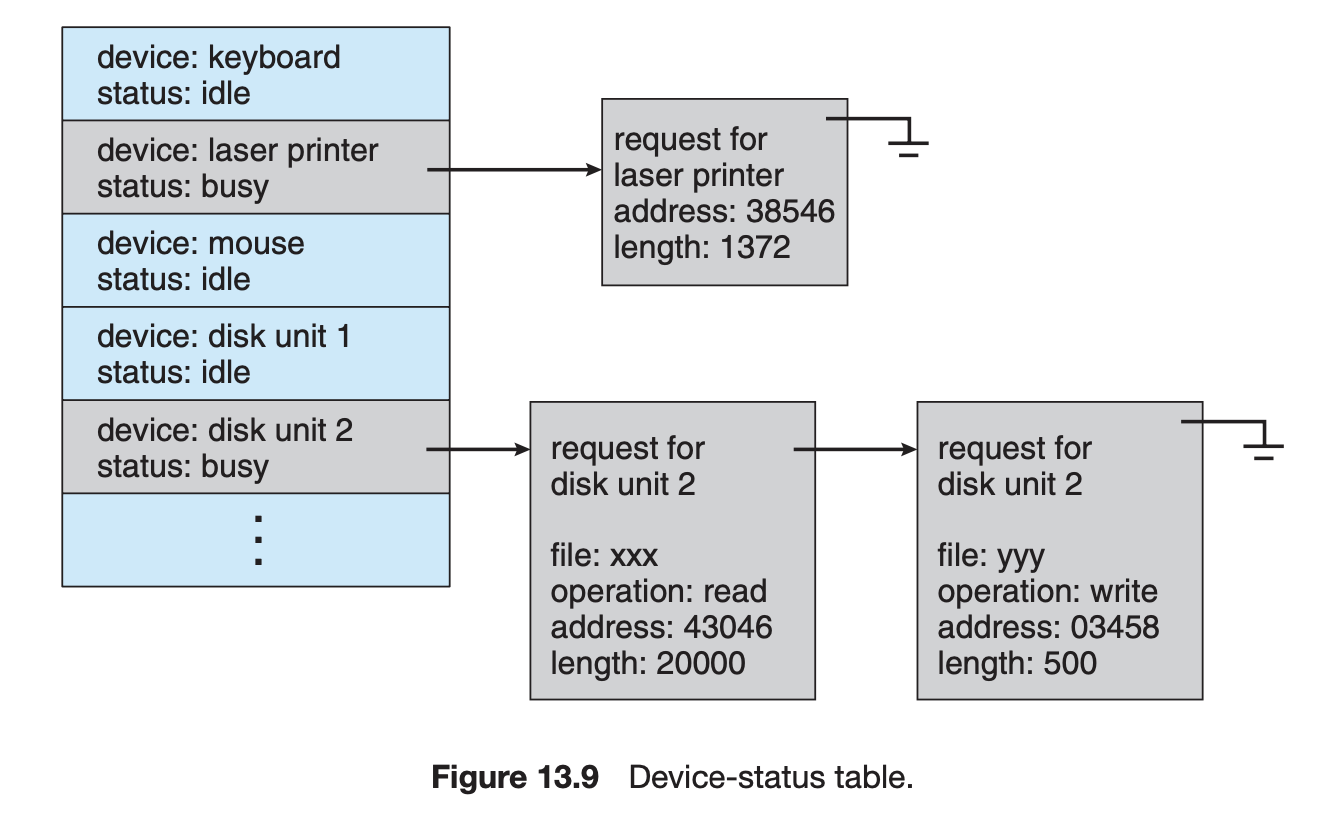 device: keyboard
status: idle
device: laser printer
status: busy
device: mouse
status: idle
device: disk unit 1
status: idle
device: disk unit 2
status: busy
request for
laser printer
address: 38546
length: 1372
request for
disk unit 2
file: xxx
operation: read
address: 43046
length: 20000
request for
disk unit 2
file: yyy
operation: write
address: 03458
length: 500
Figure 13.9 Device-status table.